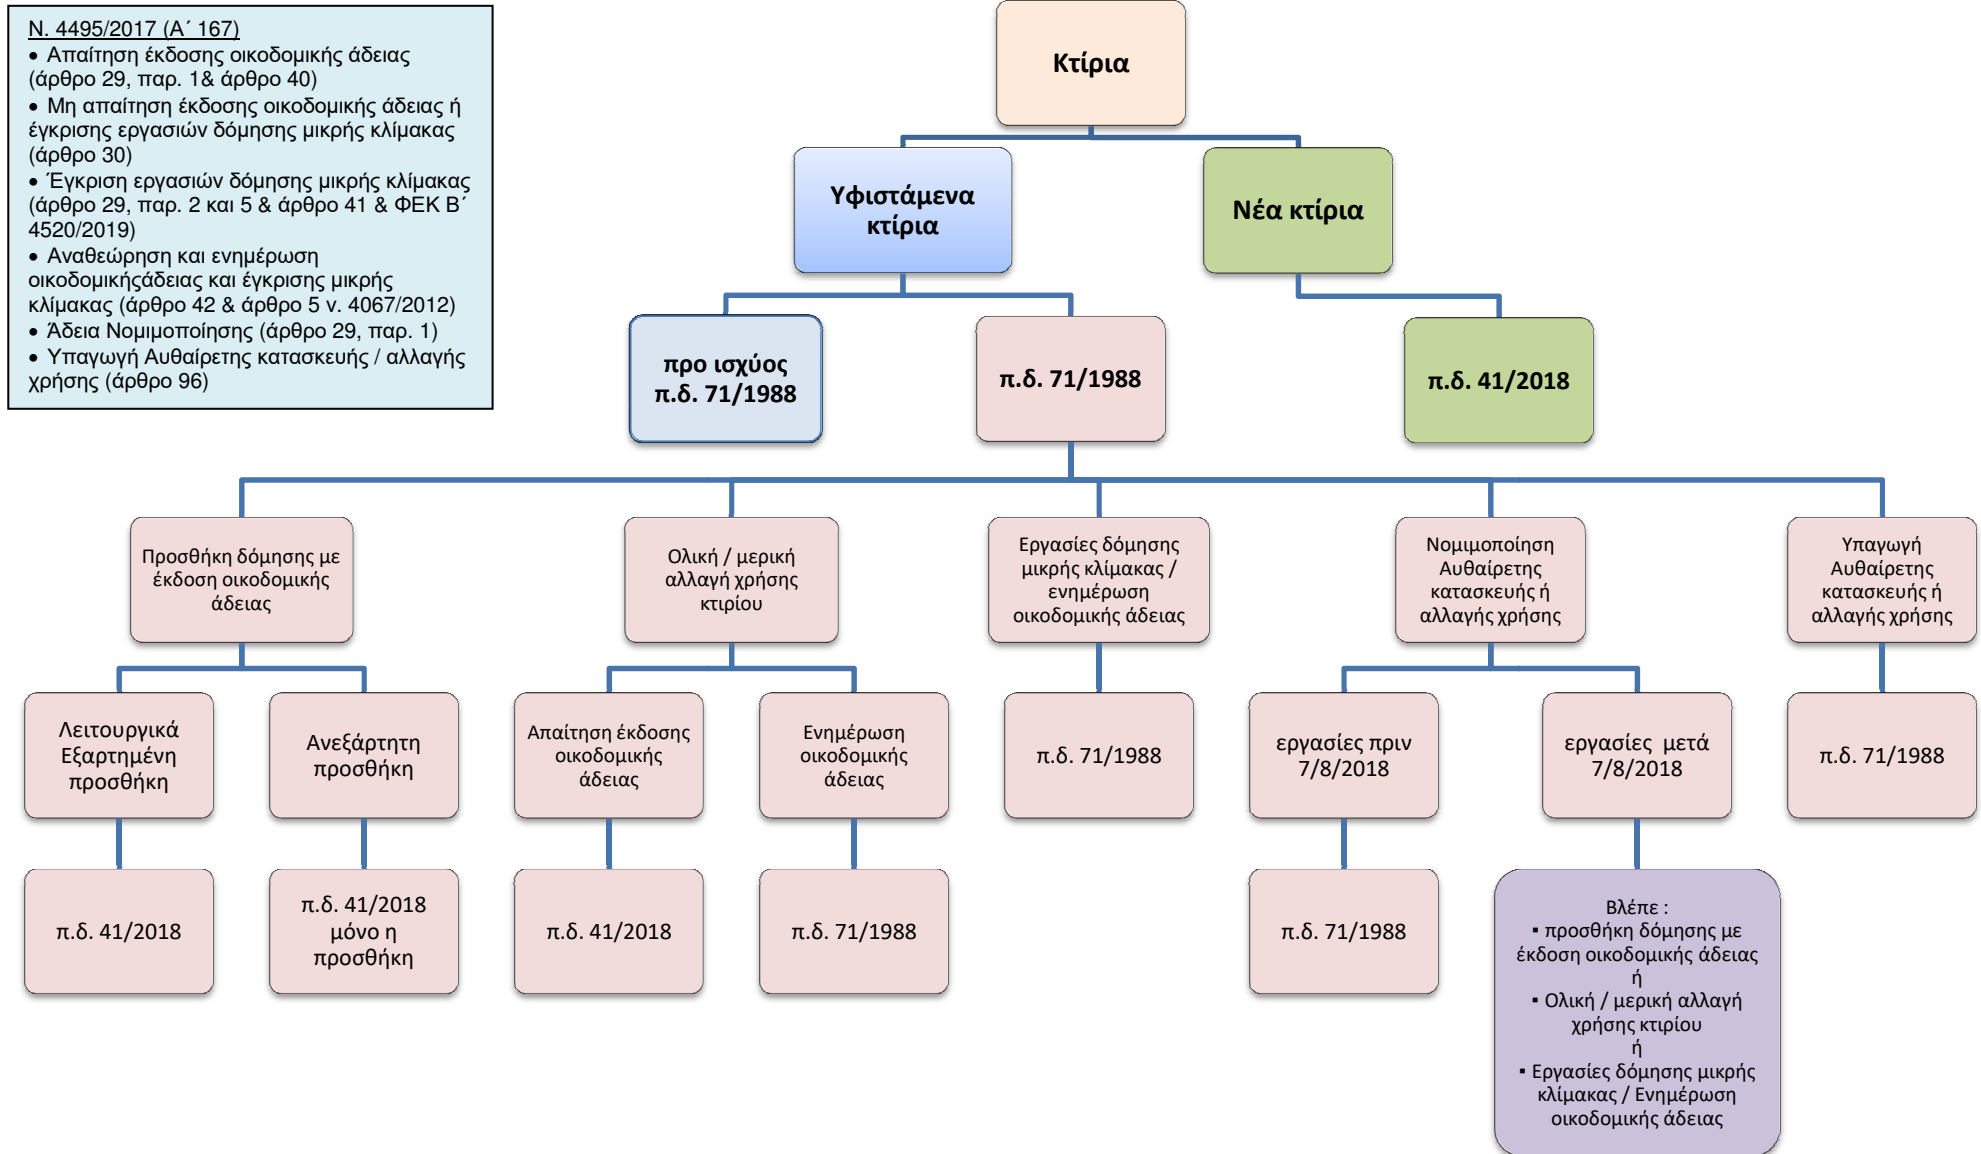 Ν. 4495/2017 (Α΄ 167)
• Απαίτηση έκδοσης οικοδομικής άδειας
(άρθρο 29, παρ. 1& άρθρο 40)
• Μη απαίτηση έκδοσης οικοδομικής άδειας ή
έγκρισης εργασιών δόμησης μικρής κλίμακας
(άρθρο 30)
• Έγκριση εργασιών δόμησης μικρής κλίμακας
(άρθρο 29, παρ. 2 και 5 & άρθρο 41 & ΦΕΚ Β΄
4520/2019)
• Αναθεώρηση και ενημέρωση
οικοδομικήςάδειας και έγκρισης μικρής
κλίμακας (άρθρο 42 & άρθρο 5 ν. 4067/2012)
• Άδεια Νομιμοποίησης (άρθρο 29, παρ. 1)
• Υπαγωγή Αυθαίρετης κατασκευής / αλλαγής
χρήσης (άρθρο 96)
Κτίρια
Υφιστάμενα
κτίρια
Νέα κτίρια
προ ισχύος
π.δ. 71/1988
π.δ. 71/1988
π.δ. 41/2018
Προσθήκη δόμησης με
έκδοση οικοδομικής
άδειας
Ολική / μερική
αλλαγή χρήσης
κτιρίου
Εργασίες δόμησης
μικρής κλίμακας /
ενημέρωση
οικοδομικής άδειας
Νομιμοποίηση
Αυθαίρετης
κατασκευής ή
αλλαγής χρήσης
Υπαγωγή
Αυθαίρετης
κατασκευής ή
αλλαγής χρήσης
Λειτουργικά
Εξαρτημένη
προσθήκη
Ανεξάρτητη
προσθήκη
Απαίτηση έκδοσης
οικοδομικής
άδειας
Ενημέρωση
οικοδομικής
άδειας
π.δ. 71/1988
εργασίες πριν
7/8/2018
εργασίες μετά
7/8/2018
π.δ. 71/1988
π.δ. 41/2018
π.δ. 41/2018
μόνο η
προσθήκη
π.δ. 41/2018
π.δ. 71/1988
π.δ. 71/1988
Βλέπε :
▪ προσθήκη δόμησης με
έκδοση οικοδομικής άδειας
ή
▪ Ολική / μερική αλλαγή
χρήσης κτιρίου
ή
▪ Εργασίες δόμησης μικρής
κλίμακας / Ενημέρωση
οικοδομικής άδειας